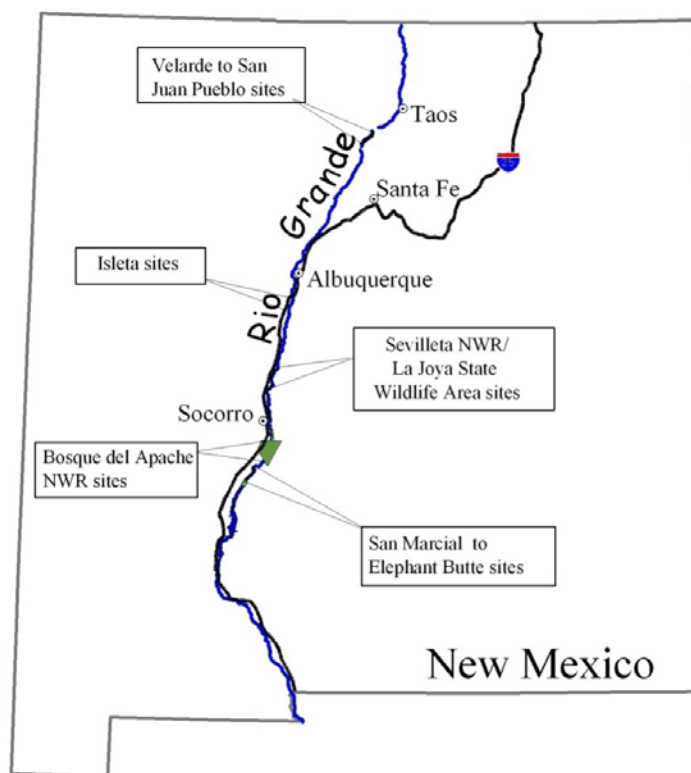 Velarde to San
Juan Pueblo sites
Taos
25
Santa Fe
Rio Grande
Isleta sites
Albuquerque
Sevilleta NWR/
La Joya State
Wildlife Area sites
Socorro
Bosque del Apache
NWR sites
San Marcial to
Elephant Butte sites
New Mexico